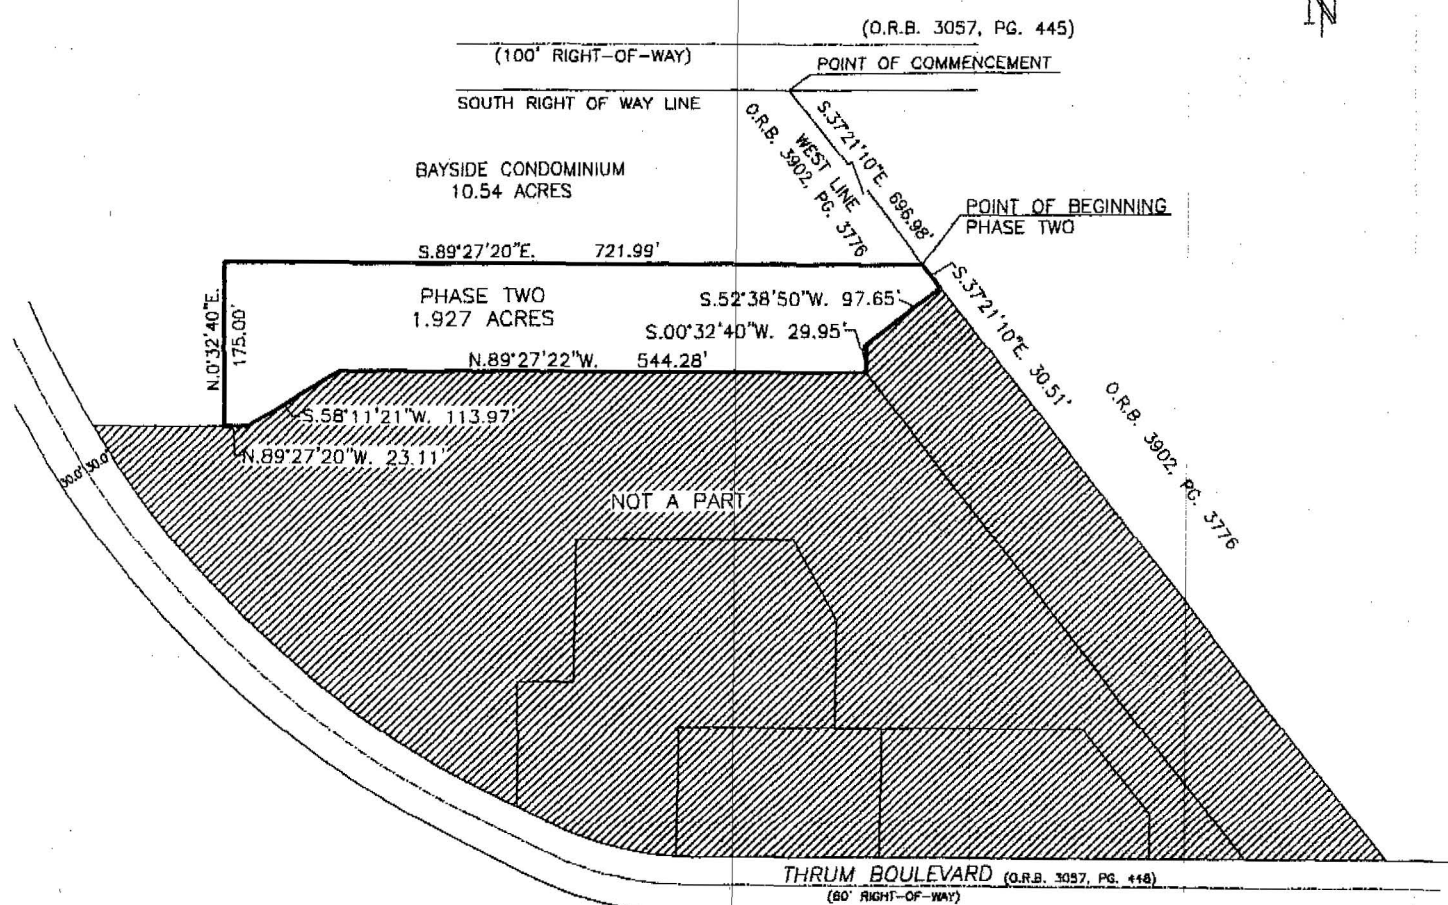 N
(O.R.B. 3057, PG. 445)
(100' RIGHT-OF-WAY)
POINT OF COMMENCEMENT
SOUTH RIGHT OF WAY LINE
S.37°21'10"E. 696.98'
WEST LINE
O.R.B. 3902, PG. 3776
BAYSIDE CONDOMINIUM
10.54 ACRES
POINT OF BEGINNING
PHASE TWO
S.89°27'20"E. 721.99'
S.37°21'10"E. 30.51'
PHASE TWO
1.927 ACRES
S.52°38'50"W. 97.65'
S.00°32'40"W. 29.95'
N.0°32'40"E.
175.00'
N.89°27'22"W. 544.28'
O.R.B. 3902, PG. 3776
S.58°11'21"W. 113.97'
N.89°27'20"W. 23.11'
30.0' 30.0'
NOT A PART
THRUM BOULEVARD (O.R.B. 3057, PG. 448)
(60' RIGHT-OF-WAY)